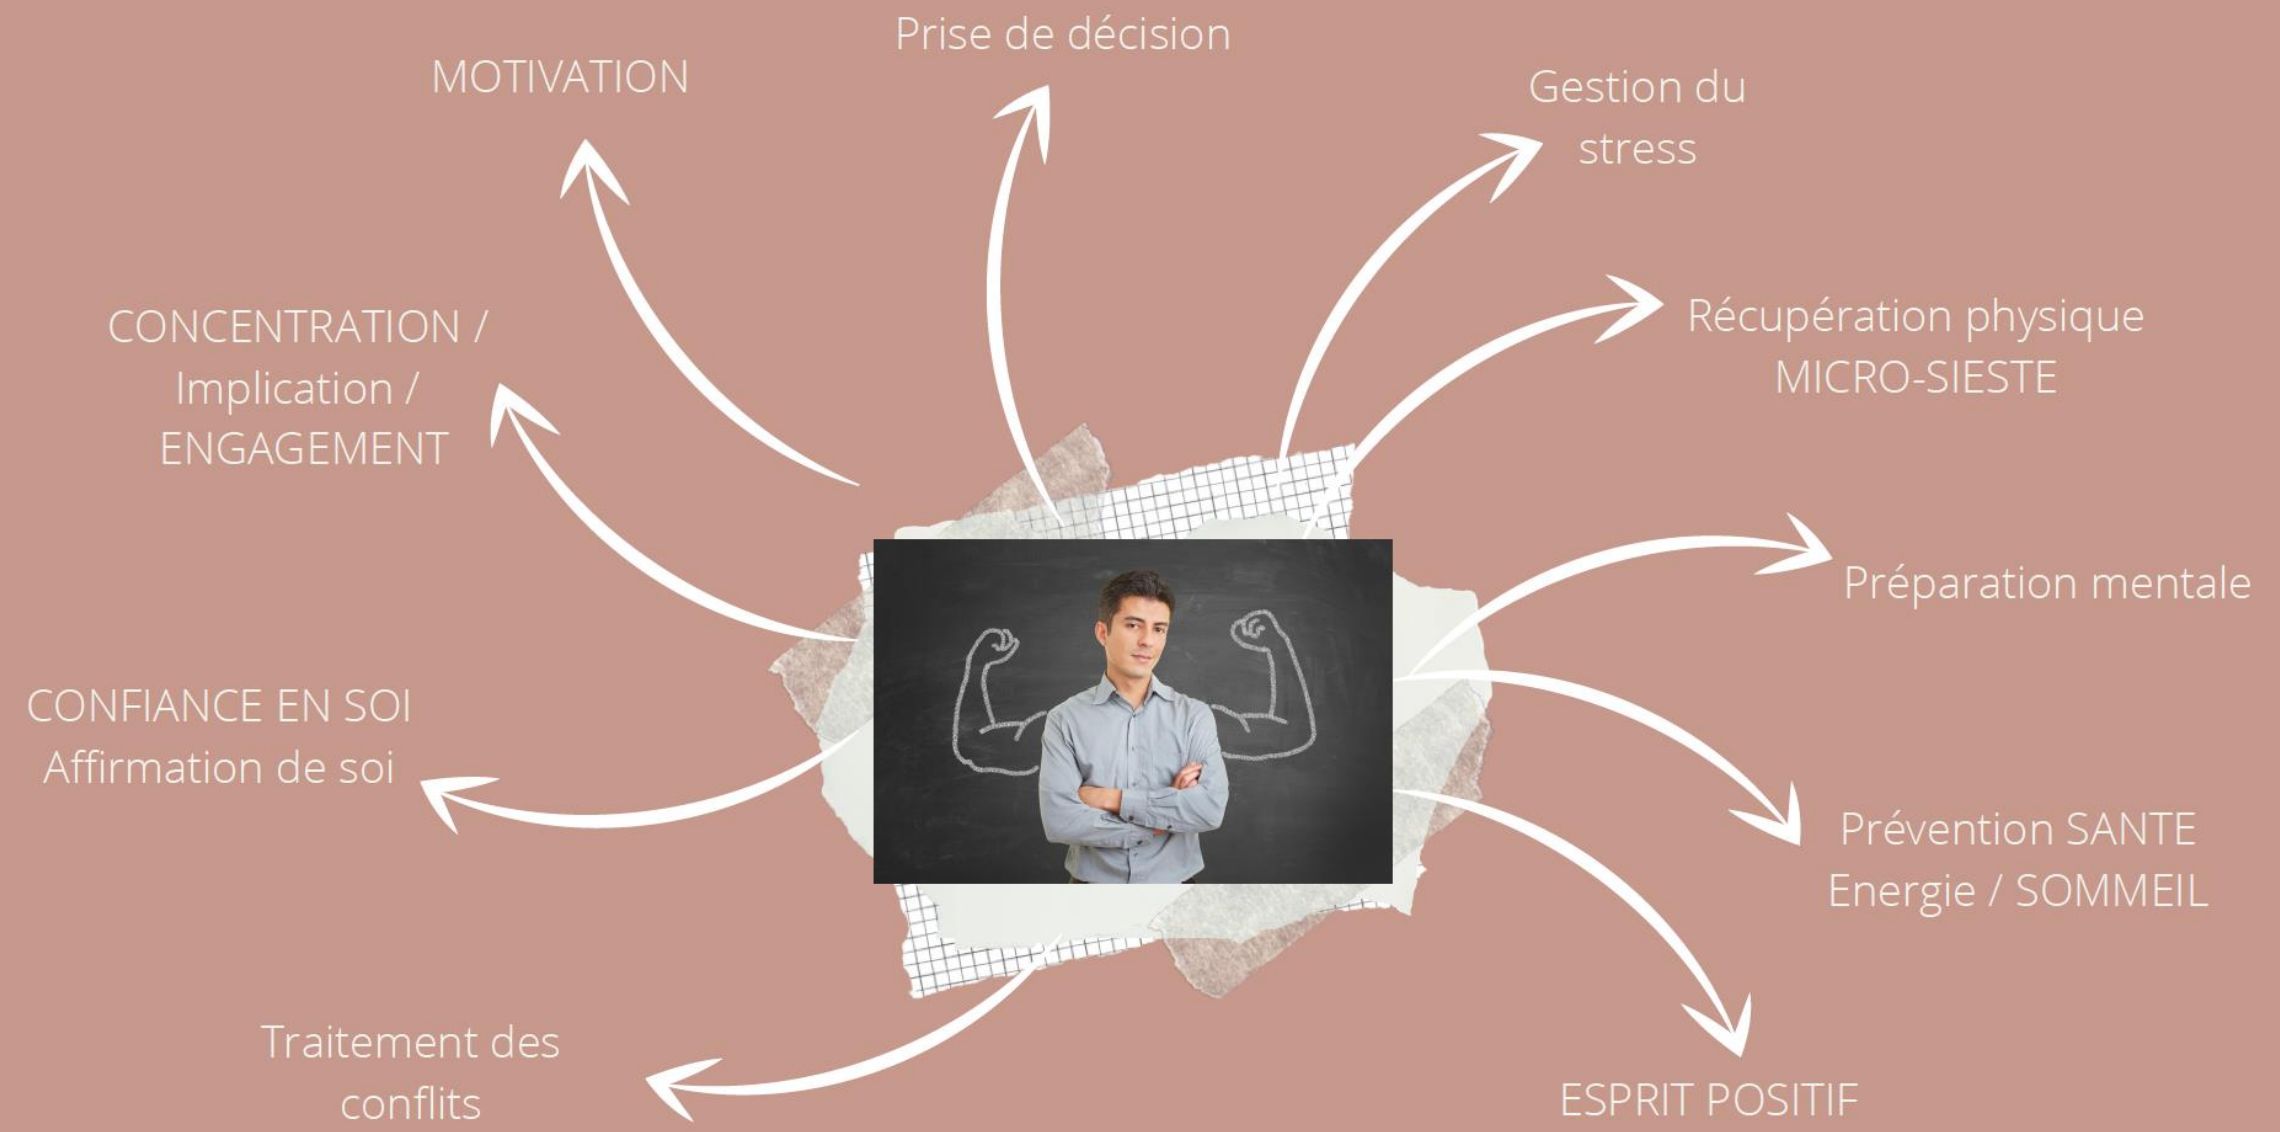 Prise de décision
MOTIVATION
Gestion du
stress
Récupération physique
MICRO-SIESTE
CONCENTRATION /
Implication /
ENGAGEMENT
Préparation mentale
CONFIANCE EN SOI
Affirmation de soi
Prévention SANTE
Energie / SOMMEIL
Traitement des
conflits
ESPRIT POSITIF